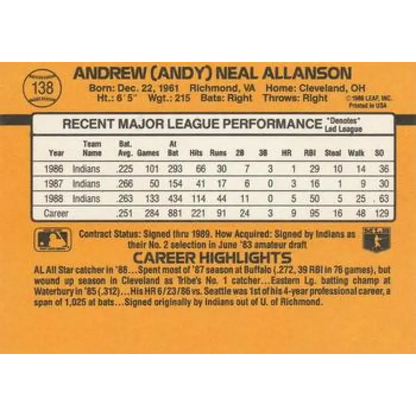 138
ANDREW (ANDY) NEAL ALLANSON
Born: Dec. 22, 1961 Richmond, VA Home: Cleveland, OH
Ht.: 6'5" Wgt.: 215 Bats: Right Throws: Right
© 1988 LEAF, INC.
Printed in USA
RECENT MAJOR LEAGUE PERFORMANCE *Denotes* Led League
Year Team Name Bat. Avg. Games At Bat Hits Runs 2B 3B HR RBI Steal Walk SO
1986 Indians .225 101 293 66 30 7 3 1 29 10 14 36
1987 Indians .266 50 154 41 17 6 0 3 16 1 9 30
1988 Indians .263 133 434 114 44 11 0 5 50 5 25 63
Career .251 284 881 221 91 24 3 9 95 16 48 129
Contract Status: Signed thru 1989. How Acquired: Signed by Indians as
their No. 2 selection in June '83 amateur draft
MLB
CAREER HIGHLIGHTS
AL All Star catcher in '88...Spent most of '87 season at Buffalo (.272, 39 RBI in 76 games), but
wound up season in Cleveland as Tribe's No. 1 catcher...Eastern Lg. batting champ at
Waterbury in '85 (.312)...His HR 6/23/86 vs. Seattle was 1st of his 4-year professional career, a
span of 1,025 at bats...Signed originally by Indians out of U. of Richmond.